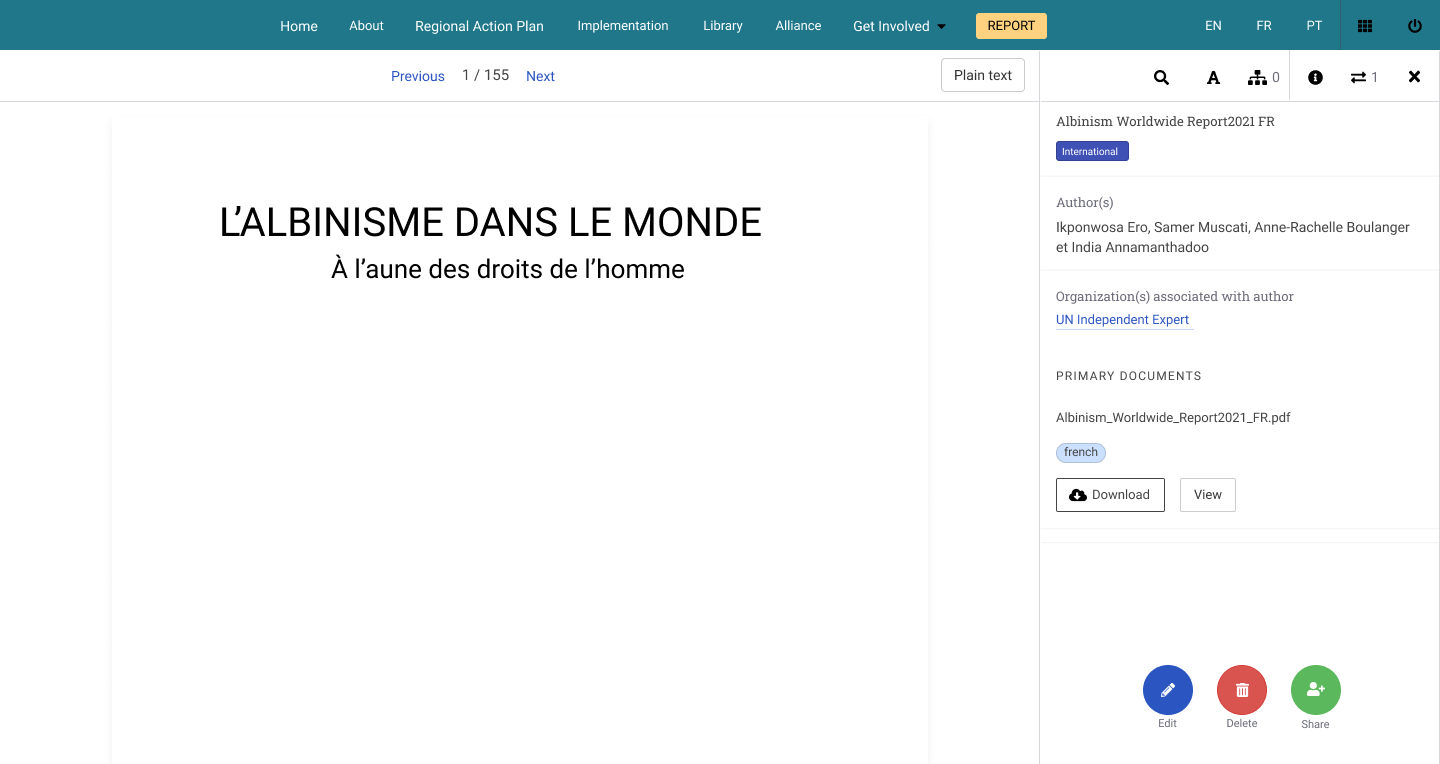 Home About Regional Action Plan Implementation Library Alliance Get Involved REPORT EN FR PT
Previous 1 / 155 Next Plain text
0 1
L’ALBINISME DANS LE MONDE
À l’aune des droits de l’homme
Albinism Worldwide Report2021 FR
International
Author(s)
Ikponwosa Ero, Samer Muscati, Anne-Rachelle Boulanger
et India Annamanthadoo
Organization(s) associated with author
UN Independent Expert
PRIMARY DOCUMENTS
Albinism_Worldwide_Report2021_FR.pdf
french
Download View
Edit Delete Share